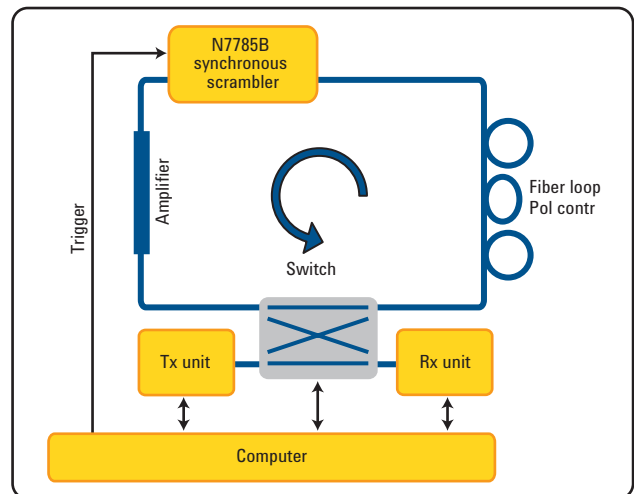 N7785B
synchronous
scrambler
Trigger
Amplifier
Fiber loop
Pol contr
Switch
Tx unit
Rx unit
Computer